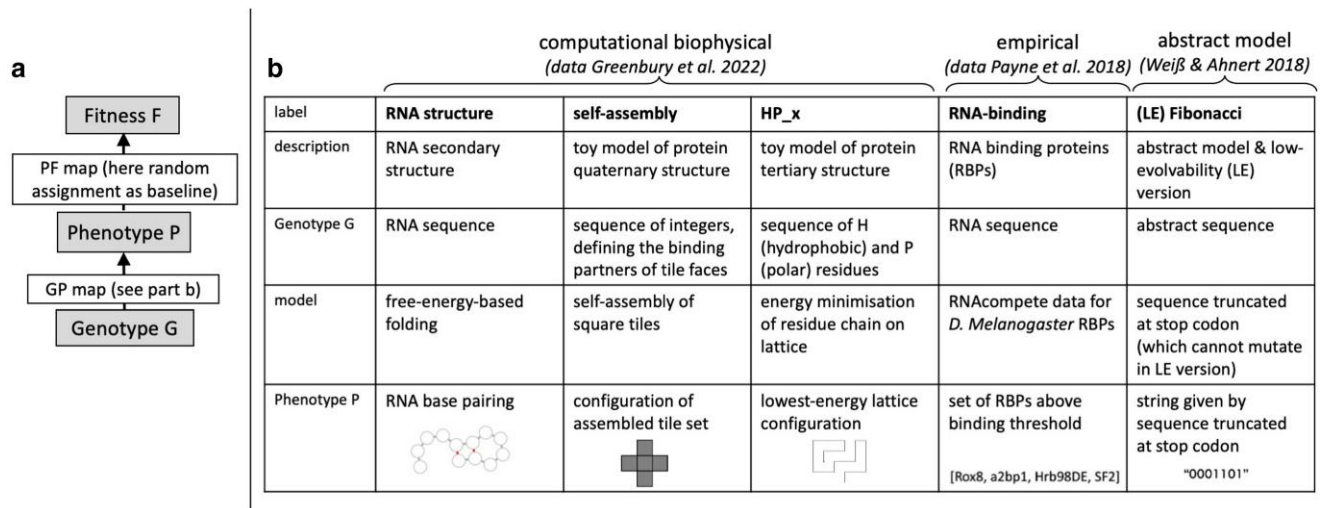 a
Fitness F
PF map (here random
assignment as baseline)
Phenotype P
GP map (see part b)
Genotype G
b
computational biophysical
(data Greenbury et al. 2022)
empirical
(data Payne et al. 2018)
abstract model
(Weiß & Ahnert 2018)
label
RNA structure
self-assembly
HP_x
RNA-binding
(LE) Fibonacci
description
RNA secondary
structure
toy model of protein
quaternary structure
toy model of protein
tertiary structure
RNA binding proteins
(RBPs)
abstract model & low-
evolvability (LE)
version
Genotype G
RNA sequence
sequence of integers,
defining the binding
partners of tile faces
sequence of H
(hydrophobic) and P
(polar) residues
RNA sequence
abstract sequence
model
free-energy-based
folding
self-assembly of
square tiles
energy minimisation
of residue chain on
lattice
RNAcompete data for
D. Melanogaster RBPs
sequence truncated
at stop codon
(which cannot mutate
in LE version)
Phenotype P
RNA base pairing
configuration of
assembled tile set
lowest-energy lattice
configuration
set of RBPs above
binding threshold
[Rox8, a2bp1, Hrb98DE, SF2]
string given by
sequence truncated
at stop codon
"0001101"